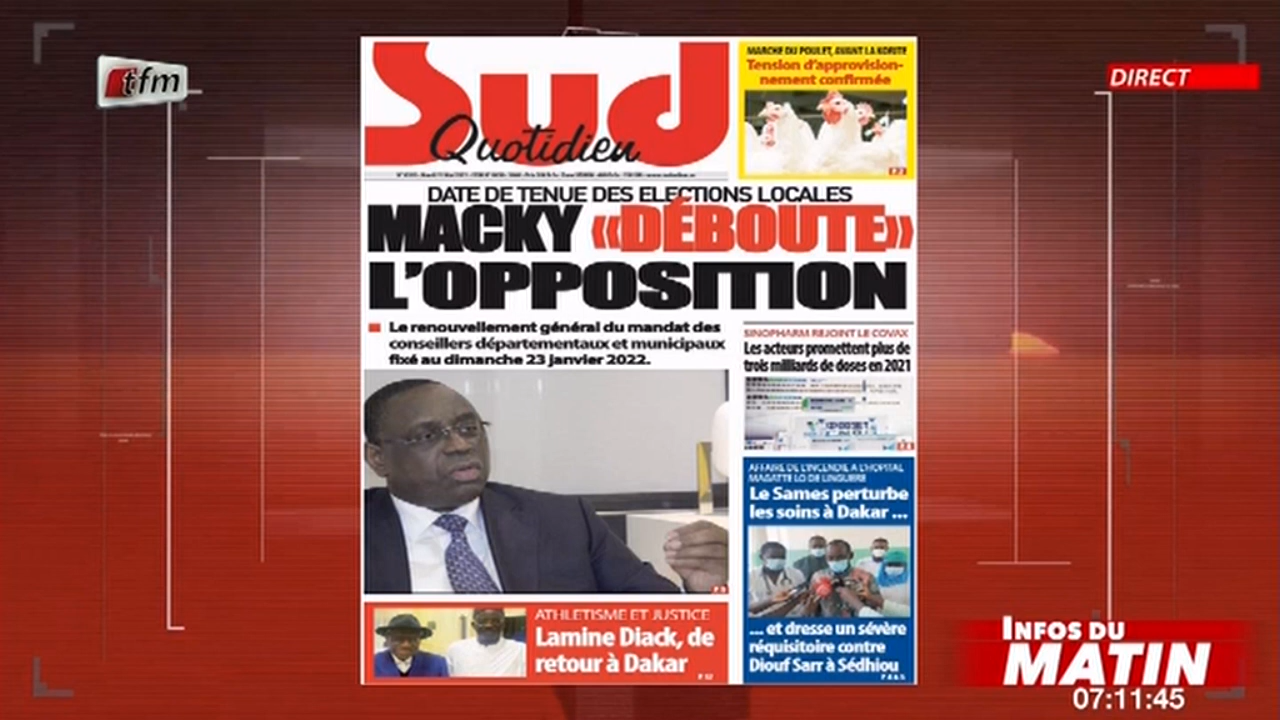 tfm
DIRECT
Sud
Quotidien
MARCHE DU POULET, AVANT LA KORITE
Tension d'approvision-
nement confirmée
P.3
DATE DE TENUE DES ELECTIONS LOCALES
MACKY «DÉBOUTE»
L'OPPOSITION
Le renouvellement général du mandat des
conseillers départementaux et municipaux
fixé au dimanche 23 janvier 2022.
SINOPHARM REJOINT LE COVAX
Les acteurs promettent plus de
trois milliards de doses en 2021
AFFAIRE DE L'INCENDIE A L'HOPITAL
MAGATTE LO DE LINGUERE
Le Sames perturbe
les soins à Dakar ...
... et dresse un sévère
réquisitoire contre
Diouf Sarr à Sédhiou
ATHLETISME ET JUSTICE
Lamine Diack, de
retour à Dakar
INFOS DU
MATIN
07:11:45